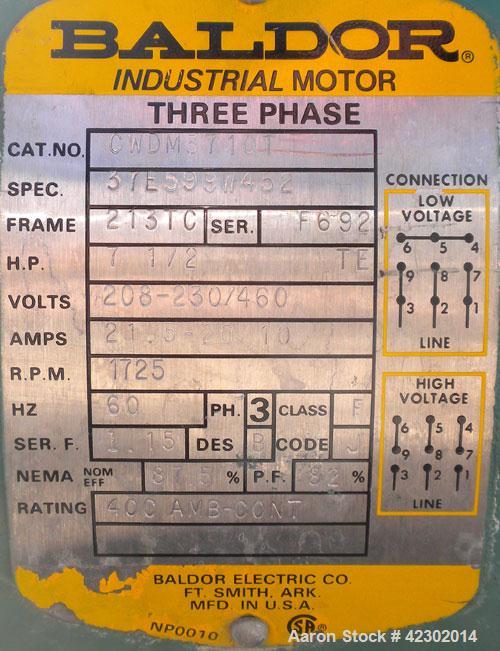 BALDOR®
INDUSTRIAL MOTOR
THREE PHASE
CAT.NO. CWDM3710T
SPEC. 37E593W452
FRAME 213TC SER. F692
H.P. 7 1/2 TE
VOLTS 208-230/460
AMPS 10
R.P.M. 1725
HZ 60 PH. 3 CLASS F
SER. F. 1.15 DES B CODE J
NEMA NOM EFF 87.5 % P.F. 82 %
RATING 40C AMB-CONT
CONNECTION
LOW
VOLTAGE
6 5 4
9 8 7
3 2 1
LINE
HIGH
VOLTAGE
6 5 4
9 8 7
3 2 1
LINE
BALDOR ELECTRIC CO.
FT. SMITH, ARK.
MFD. IN U.S.A.
NP0010 SA®
Aaron Stock # 42302014